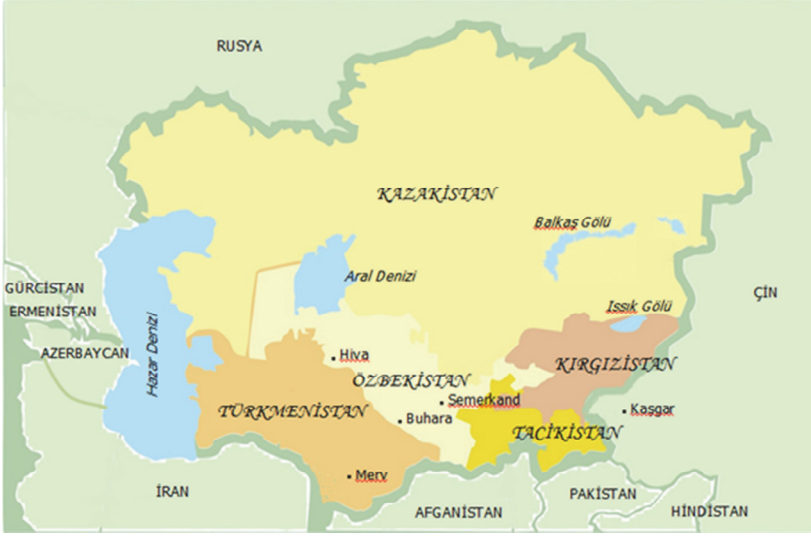 RUSYA
KAZAKİSTAN
Balkaş Gölü
Aral Denizi
GÜRCİSTAN
ÇİN
Issık Gölü
ERMENİSTAN
Hazar Denizi
AZERBAYCAN
Hiva
KIRGIZİSTAN
ÖZBEKİSTAN
Semerkand
TÜRKMENİSTAN
Kaşgar
Buhara
TACİKİSTAN
Merv
İRAN
PAKİSTAN
AFGANİSTAN
HİNDİSTAN